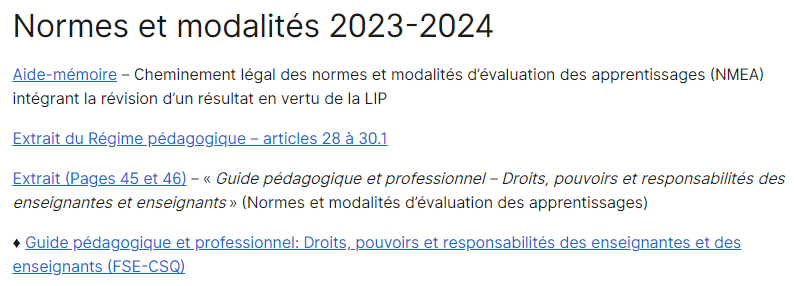 Normes et modalités 2023-2024
Aide-mémoire – Cheminement légal des normes et modalités d’évaluation des apprentissages (NMEA)
intégrant la révision d’un résultat en vertu de la LIP
Extrait du Régime pédagogique – articles 28 à 30.1
Extrait (Pages 45 et 46) – « Guide pédagogique et professionnel – Droits, pouvoirs et responsabilités des
enseignantes et enseignants » (Normes et modalités d’évaluation des apprentissages)
♦ Guide pédagogique et professionnel: Droits, pouvoirs et responsabilités des enseignantes et des
enseignants (FSE-CSQ)